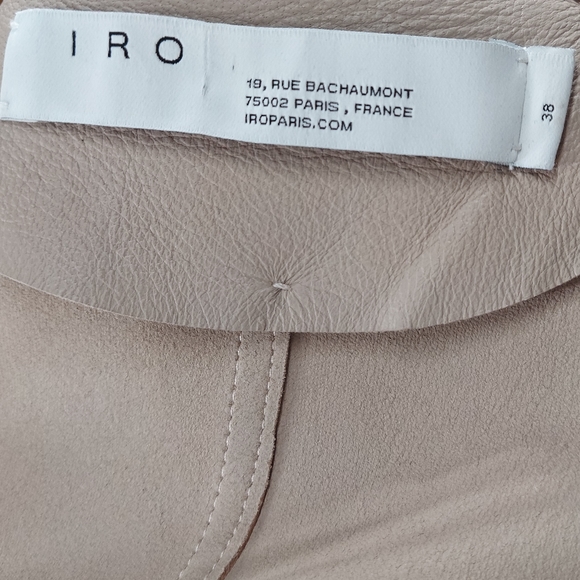 IRO
19, RUE BACHAUMONT
75002 PARIS , FRANCE
IROPARIS.COM
38